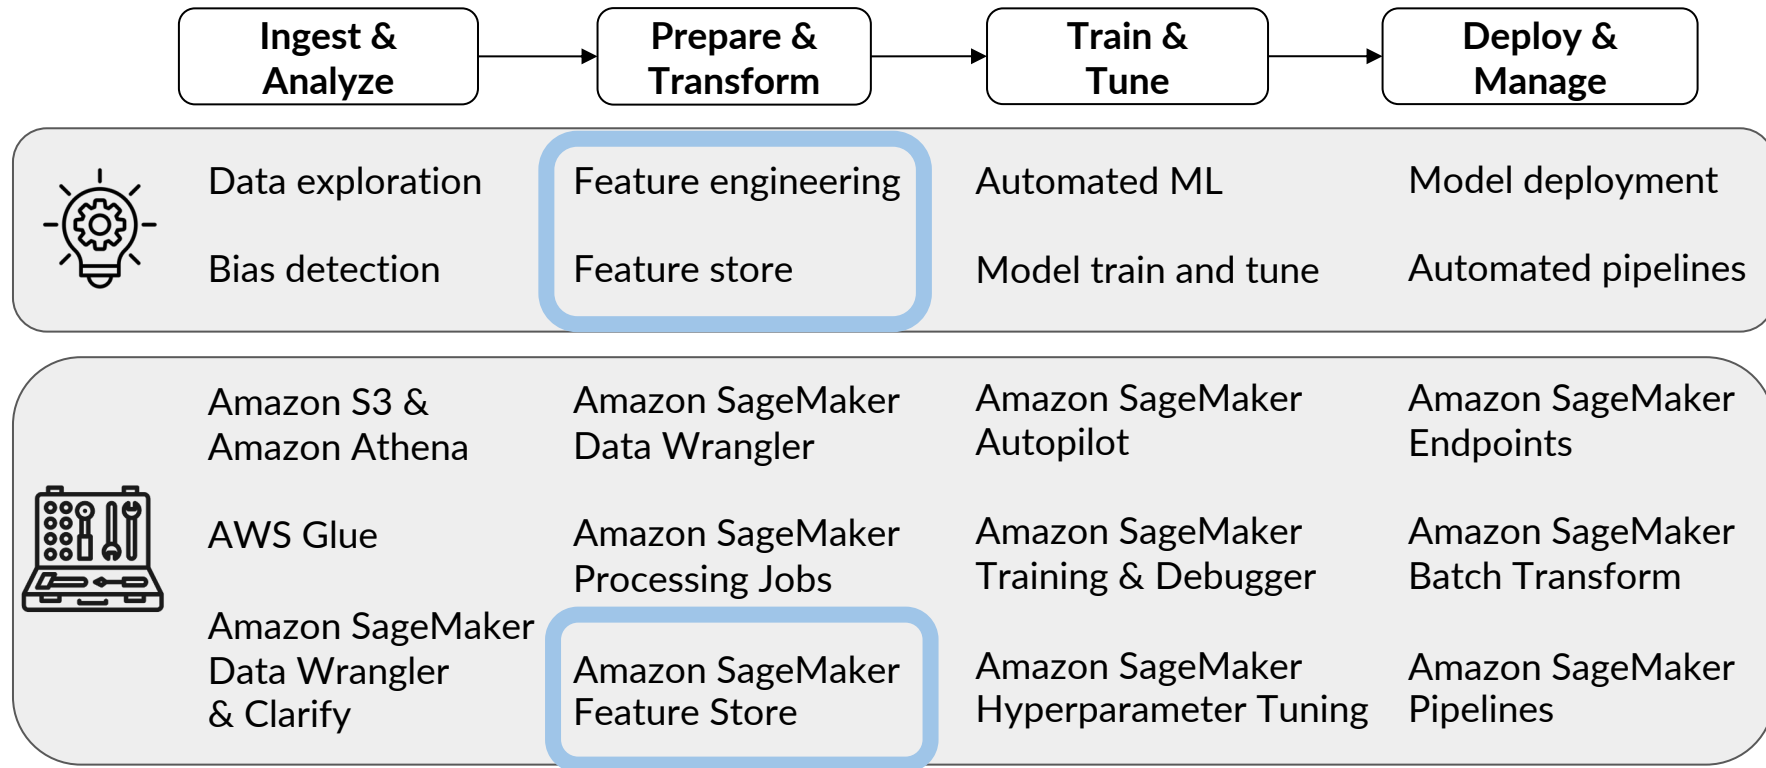 Ingest &
Analyze
Prepare &
Transform
Train &
Tune
Deploy &
Manage
Data exploration
Feature engineering
Automated ML
Model deployment
Bias detection
Feature store
Model train and tune
Automated pipelines
Amazon S3 &
Amazon Athena
Amazon SageMaker
Data Wrangler
Amazon SageMaker
Autopilot
Amazon SageMaker
Endpoints
AWS Glue
Amazon SageMaker
Processing Jobs
Amazon SageMaker
Training & Debugger
Amazon SageMaker
Batch Transform
Amazon SageMaker
Data Wrangler
& Clarify
Amazon SageMaker
Feature Store
Amazon SageMaker
Hyperparameter Tuning
Amazon SageMaker
Pipelines